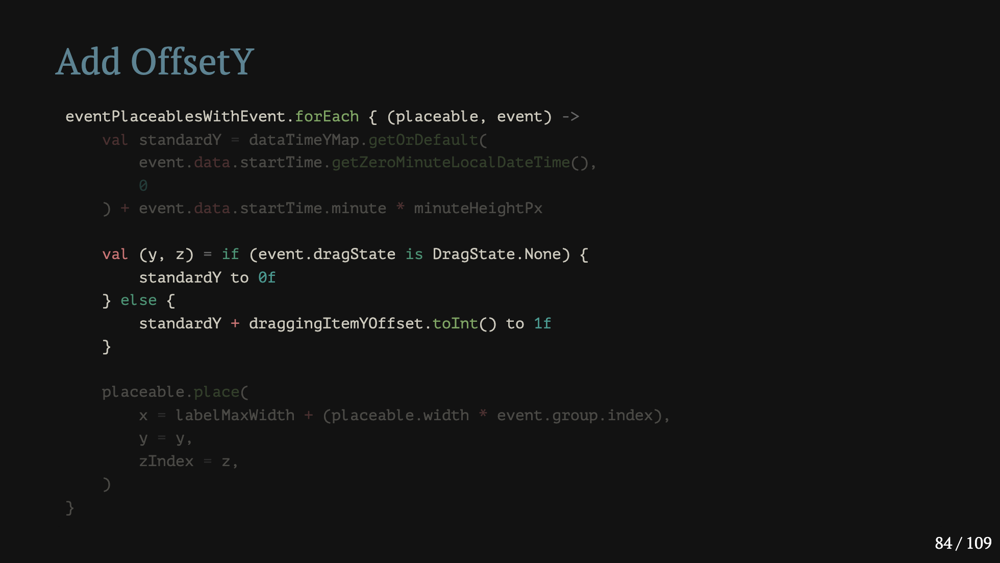 Add OffsetY
eventPlaceablesWithEvent.forEach { (placeable, event) ->
    val standardY = dataTimeYMap.getOrDefault(
        event.data.startTime.getZeroMinuteLocalDateTime(),
        0
    ) + event.data.startTime.minute * minuteHeightPx

    val (y, z) = if (event.dragState is DragState.None) {
        standardY to 0f
    } else {
        standardY + draggingItemYOffset.toInt() to 1f
    }

    placeable.place(
        x = labelMaxWidth + (placeable.width * event.group.index),
        y = y,
        zIndex = z,
    )
}
84 / 109